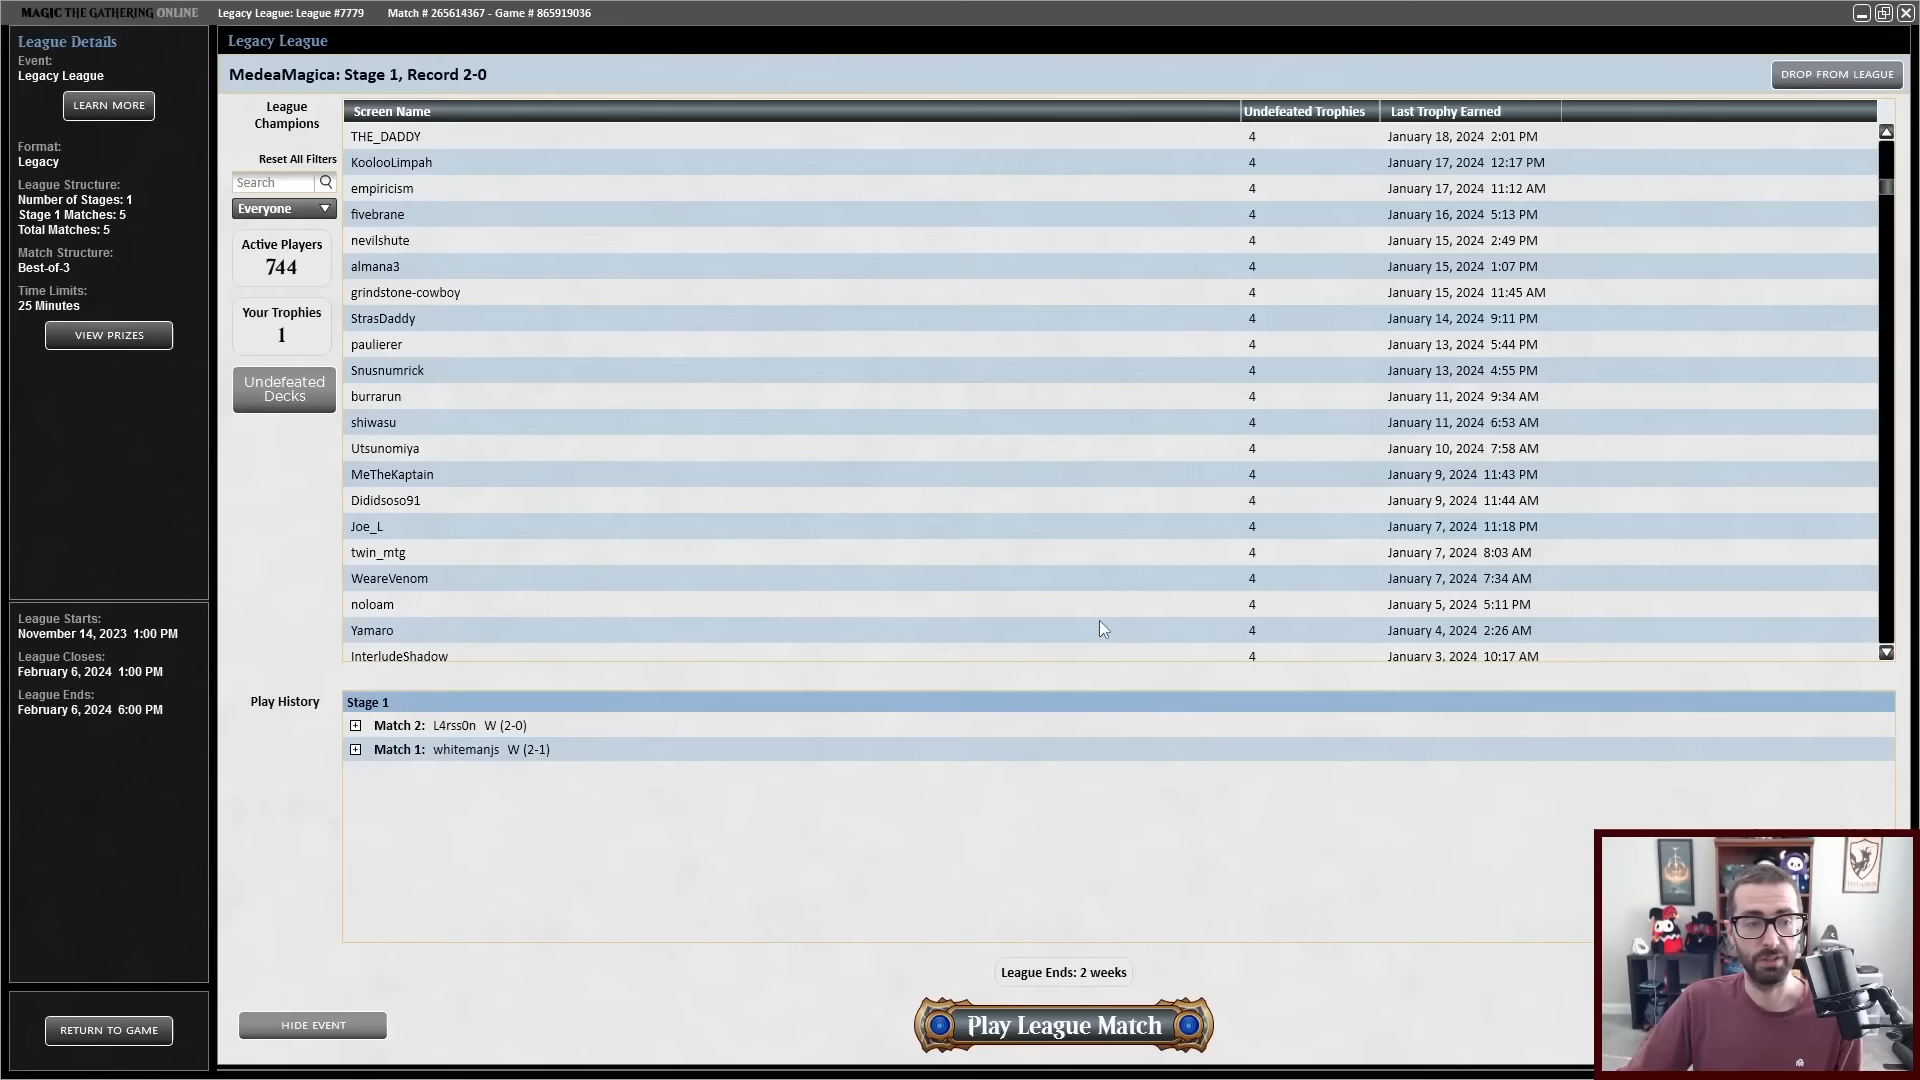 MAGIC THE GATHERING ONLINE
Legacy League: League #7779
Match # 265614367 - Game # 865919036
League Details
Event:
Legacy League
LEARN MORE
Format:
Legacy
League Structure:
Number of Stages: 1
Stage 1 Matches: 5
Total Matches: 5
Match Structure:
Best-of-3
Time Limits:
25 Minutes
VIEW PRIZES
League Starts:
November 14, 2023 1:00 PM
League Closes:
February 6, 2024 1:00 PM
League Ends:
February 6, 2024 6:00 PM
RETURN TO GAME
Legacy League
MedeaMagica: Stage 1, Record 2-0
DROP FROM LEAGUE
League
Champions
Reset All Filters
Search
Everyone
Active Players
744
Your Trophies
1
Undefeated
Decks
Screen Name Undefeated Trophies Last Trophy Earned
THE_DADDY 4 January 18, 2024 2:01 PM
KoolooLimpah 4 January 17, 2024 12:17 PM
empiricism 4 January 17, 2024 11:12 AM
fivebrane 4 January 16, 2024 5:13 PM
nevilshute 4 January 15, 2024 2:49 PM
almana3 4 January 15, 2024 1:07 PM
grindstone-cowboy 4 January 15, 2024 11:45 AM
StrasDaddy 4 January 14, 2024 9:11 PM
paulierer 4 January 13, 2024 5:44 PM
Snusnumrick 4 January 13, 2024 4:55 PM
burrarun 4 January 11, 2024 9:34 AM
shiwasu 4 January 11, 2024 6:53 AM
Utsunomiya 4 January 10, 2024 7:58 AM
MeTheKaptain 4 January 9, 2024 11:43 PM
Dididsoso91 4 January 9, 2024 11:44 AM
Joe_L 4 January 7, 2024 11:18 PM
twin_mtg 4 January 7, 2024 8:03 AM
WeareVenom 4 January 7, 2024 7:34 AM
noloam 4 January 5, 2024 5:11 PM
Yamaro 4 January 4, 2024 2:26 AM
InterludeShadow 4 January 3, 2024 10:17 AM
Play History
Stage 1
Match 2: L4rss0n W (2-0)
Match 1: whitemanjs W (2-1)
League Ends: 2 weeks
HIDE EVENT
Play League Match